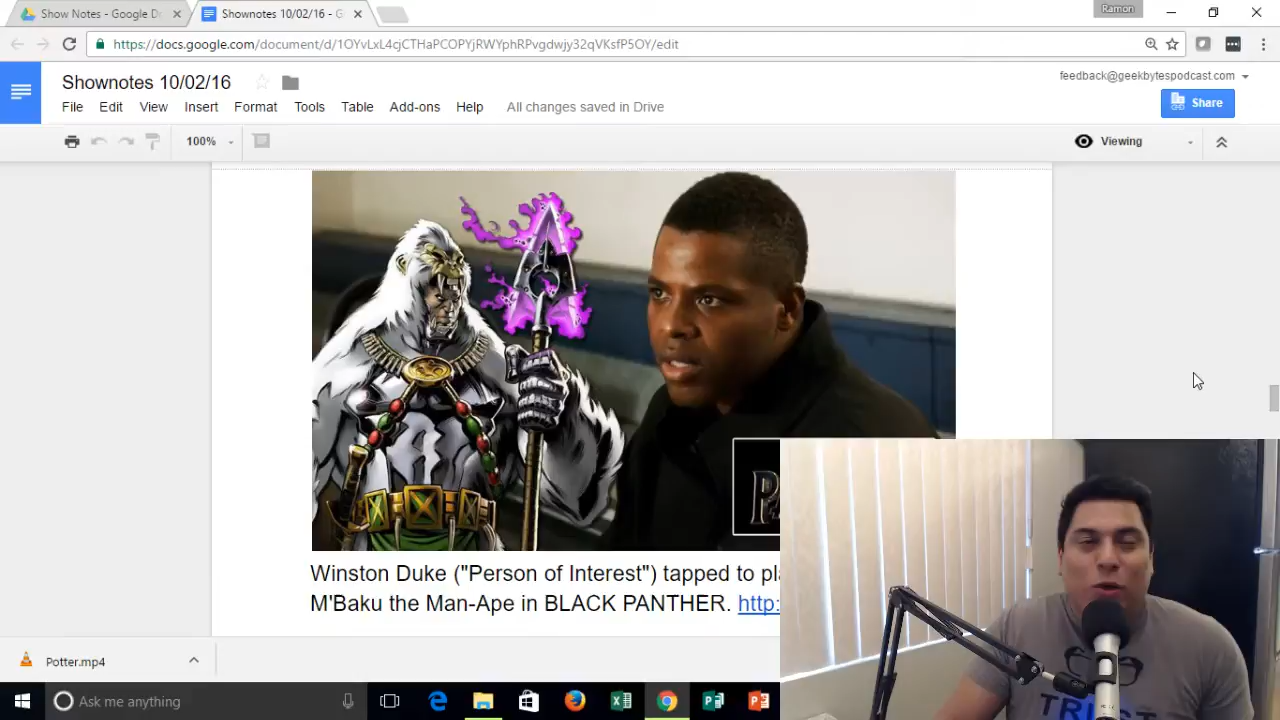 Show Notes - Google Dr
Shownotes 10/02/16 - G
Ramon
https://docs.google.com/document/d/1OYvLxL4cjCTHaPCOPYjRWYphRPvgdwjy32qVKsfP5OY/edit
Shownotes 10/02/16
feedback@geekbytespodcast.com
File Edit View Insert Format Tools Table Add-ons Help All changes saved in Drive
Share
100%
Viewing
Winston Duke ("Person of Interest") tapped to pl
M'Baku the Man-Ape in BLACK PANTHER. http:
Potter.mp4
Ask me anything
TRUST